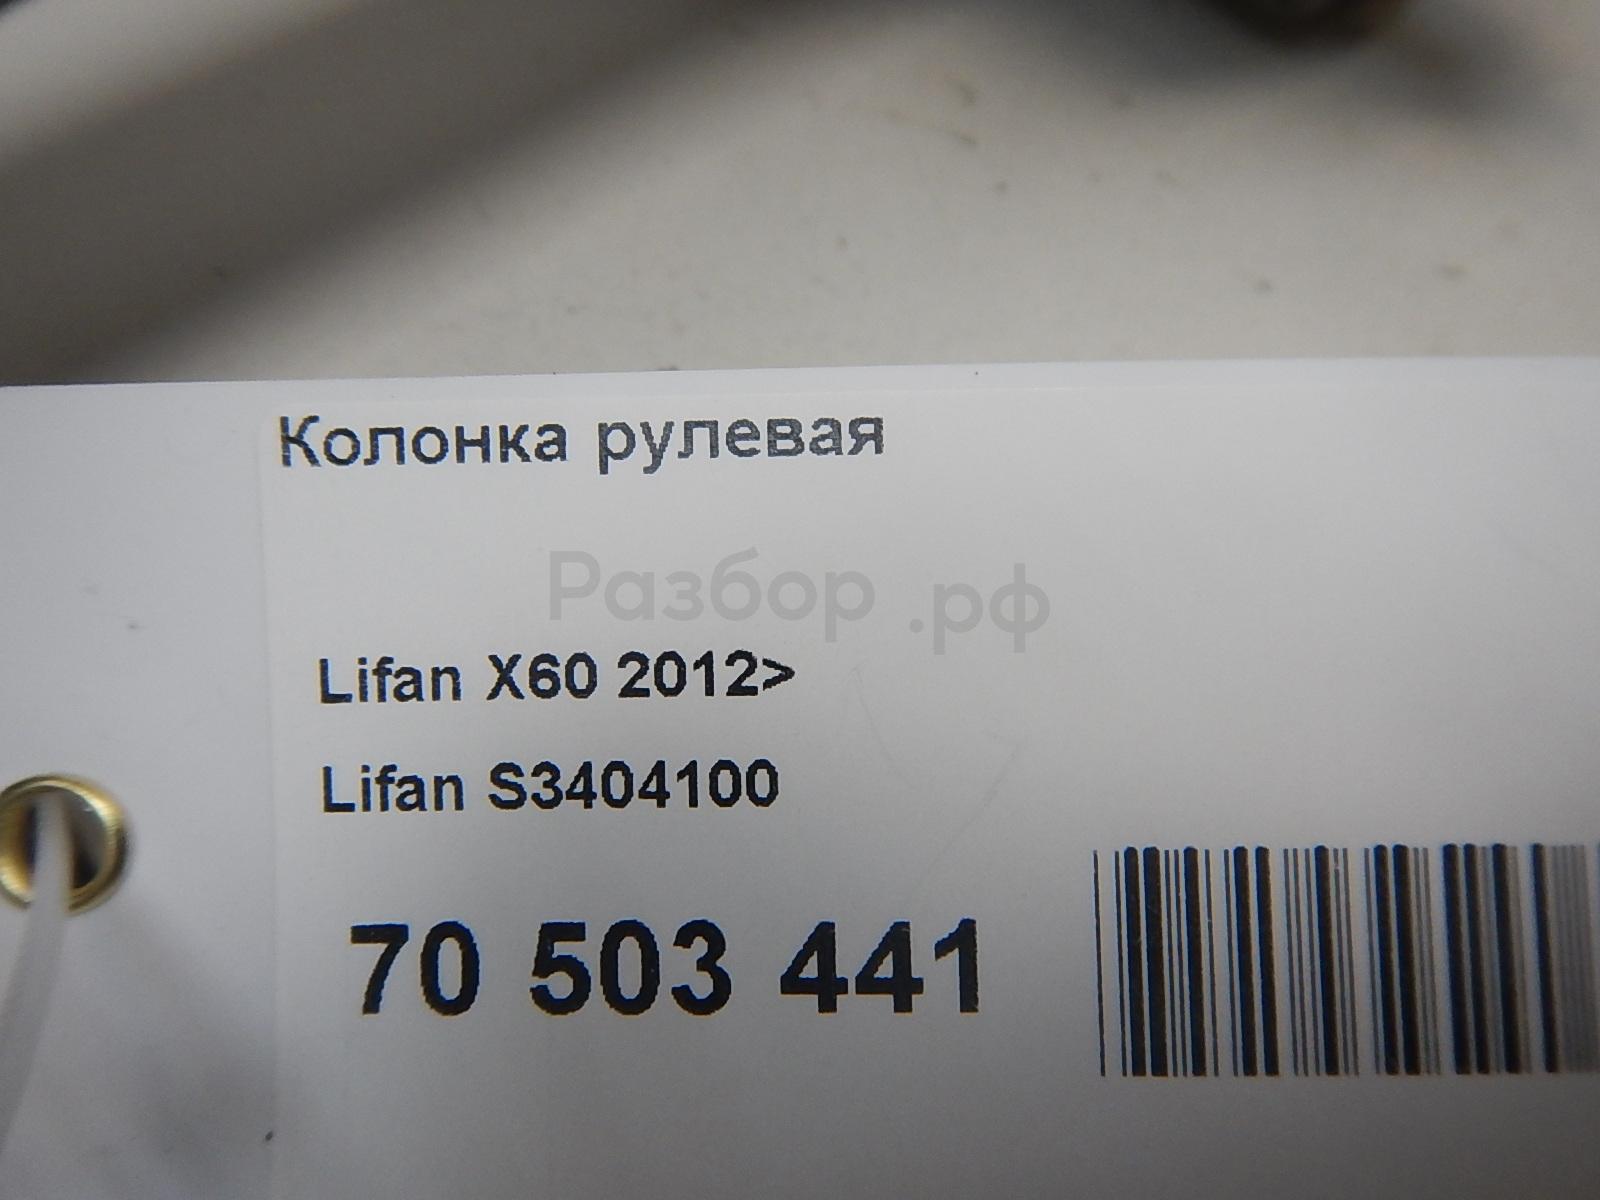 Колонка рулевая
Разбор.рф
Lifan X60 2012>
Lifan S3404100
70 503 441